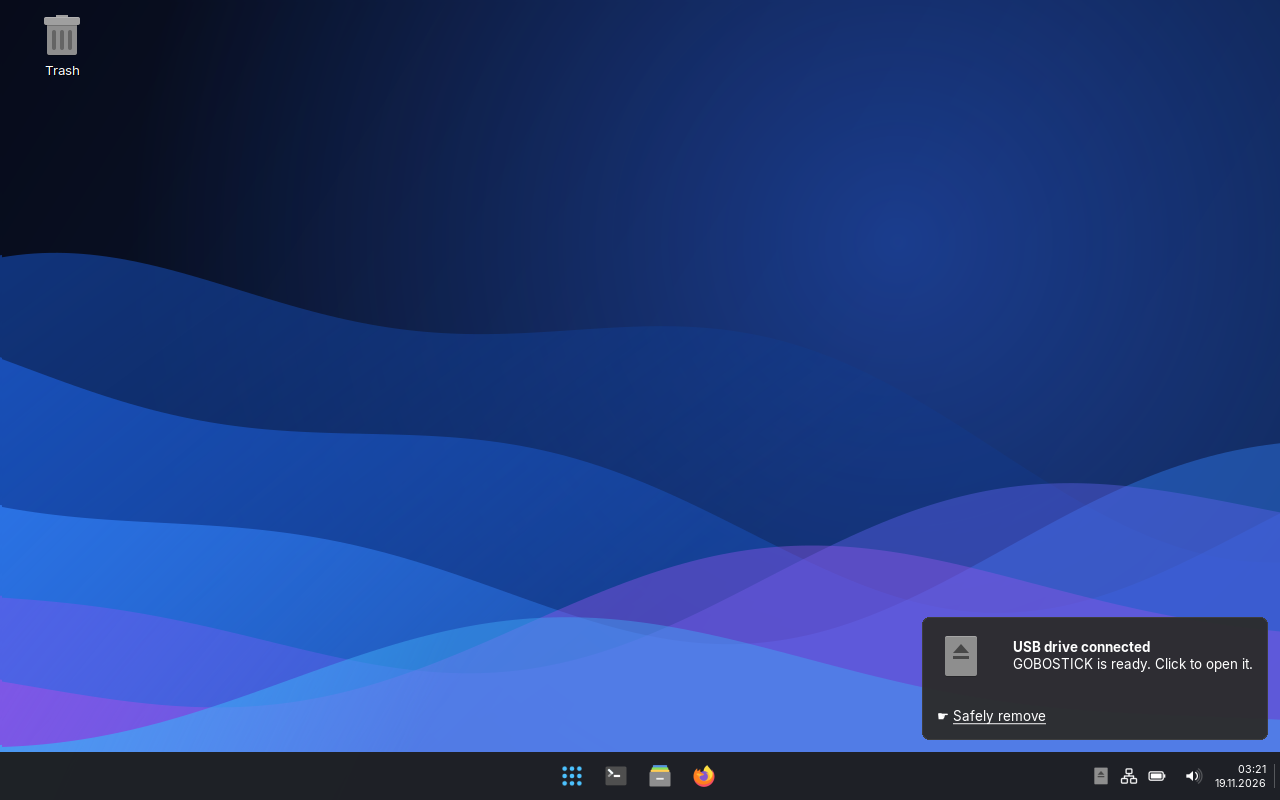 Trash
USB drive connected
GOBOSTICK is ready. Click to open it.
☛ Safely remove
03:21
19.11.2026